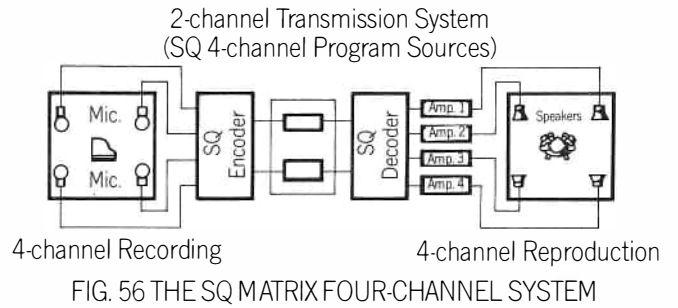 2-channel Transmission System
(SQ 4-channel Program Sources)
Mic.
Mic.
SQ
Encoder
SQ
Decoder
Amp. 1
Amp. 2
Amp. 3
Amp. 4
Speakers
4-channel Recording
4-channel Reproduction
FIG. 56 THE SQ MATRIX FOUR-CHANNEL SYSTEM